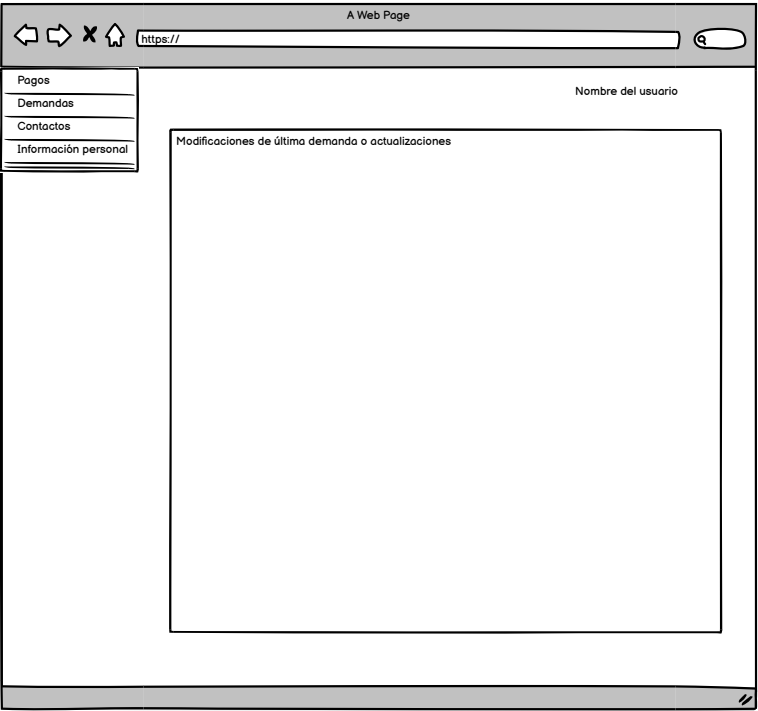 A Web Page
https://
Pagos
Demandas
Contactos
Información personal
Nombre del usuario
Modificaciones de última demanda o actualizaciones